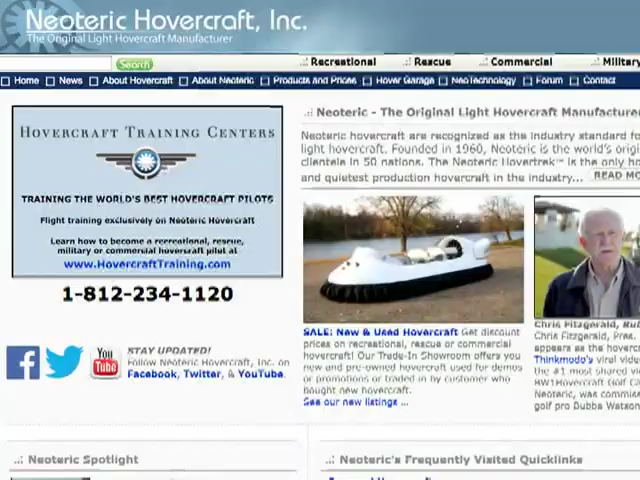 Neoteric Hovercraft, Inc.
The Original Light Hovercraft Manufacturer
Search
..: Recreational ..: Rescue ..: Commercial ..: Military
Home News About Hovercraft About Neoteric Products and Prices Hover Garage NeoTechnology Forum Contact
HOVERCRAFT TRAINING CENTERS
TRAINING THE WORLD'S BEST HOVERCRAFT PILOTS
Flight training exclusively on Neoteric Hovercraft
Learn how to become a recreational, rescue,
military or commercial hovercraft pilot at
www.HovercraftTraining.com
1-812-234-1120
You
Tube
STAY UPDATED!
Follow Neoteric Hovercraft, Inc. on
Facebook, Twitter, & YouTube.
..: Neoteric - The Original Light Hovercraft Manufacturer
Neoteric hovercraft are recognized as the industry standard fo
light hovercraft. Founded in 1960, Neoteric is the world's origi
clientele in 50 nations. The Neoteric Hovertrek™ is the only ho
and quietest production hovercraft in the industry... READ MO
SALE: New & Used Hovercraft Get discount
prices on recreational, rescue or commercial
hovercraft! Our Trade-In Showroom offers you
new and pre-owned hovercraft used for demos
or promotions or traded in by customer who
bought new hovercraft.
See our new listings ...
Chris Fitzgerald, Neo
Chris Fitzgerald, Pres.
appears as the hoverc
Thinkmodo's viral video
the #1 most shared vi
BW1Hovercraft Golf Ca
Neoteric, was commiss
golf pro Bubba Watson
..: Neoteric Spotlight
..: Neoteric's Frequently Visited Quicklinks